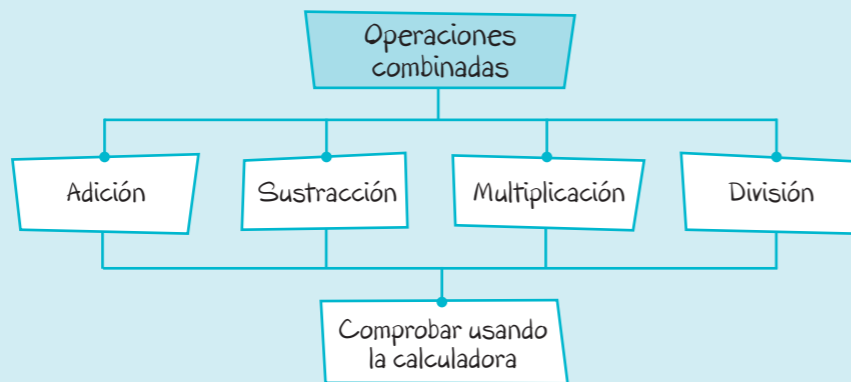 Operaciones
combinadas
Adición
Sustracción
Multiplicación
División
Comprobar usando
la calculadora